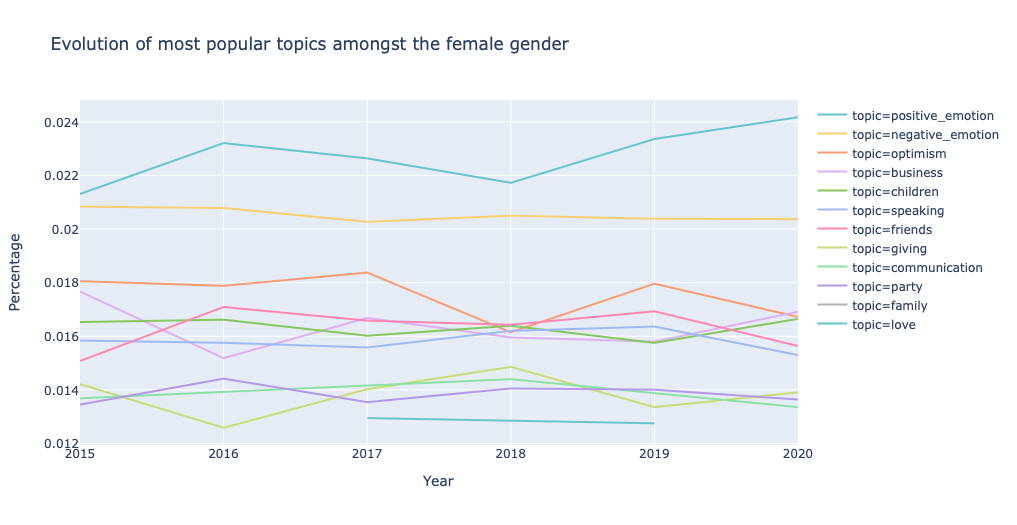 Evolution of most popular topics amongst the female gender
0.024
0.022
0.02
0.018
0.016
0.014
0.012
Percentage
2015
2016
2017
2018
2019
2020
Year
topic=positive_emotion
topic=negative_emotion
topic=optimism
topic=business
topic=children
topic=speaking
topic=friends
topic=giving
topic=communication
topic=party
topic=family
topic=love